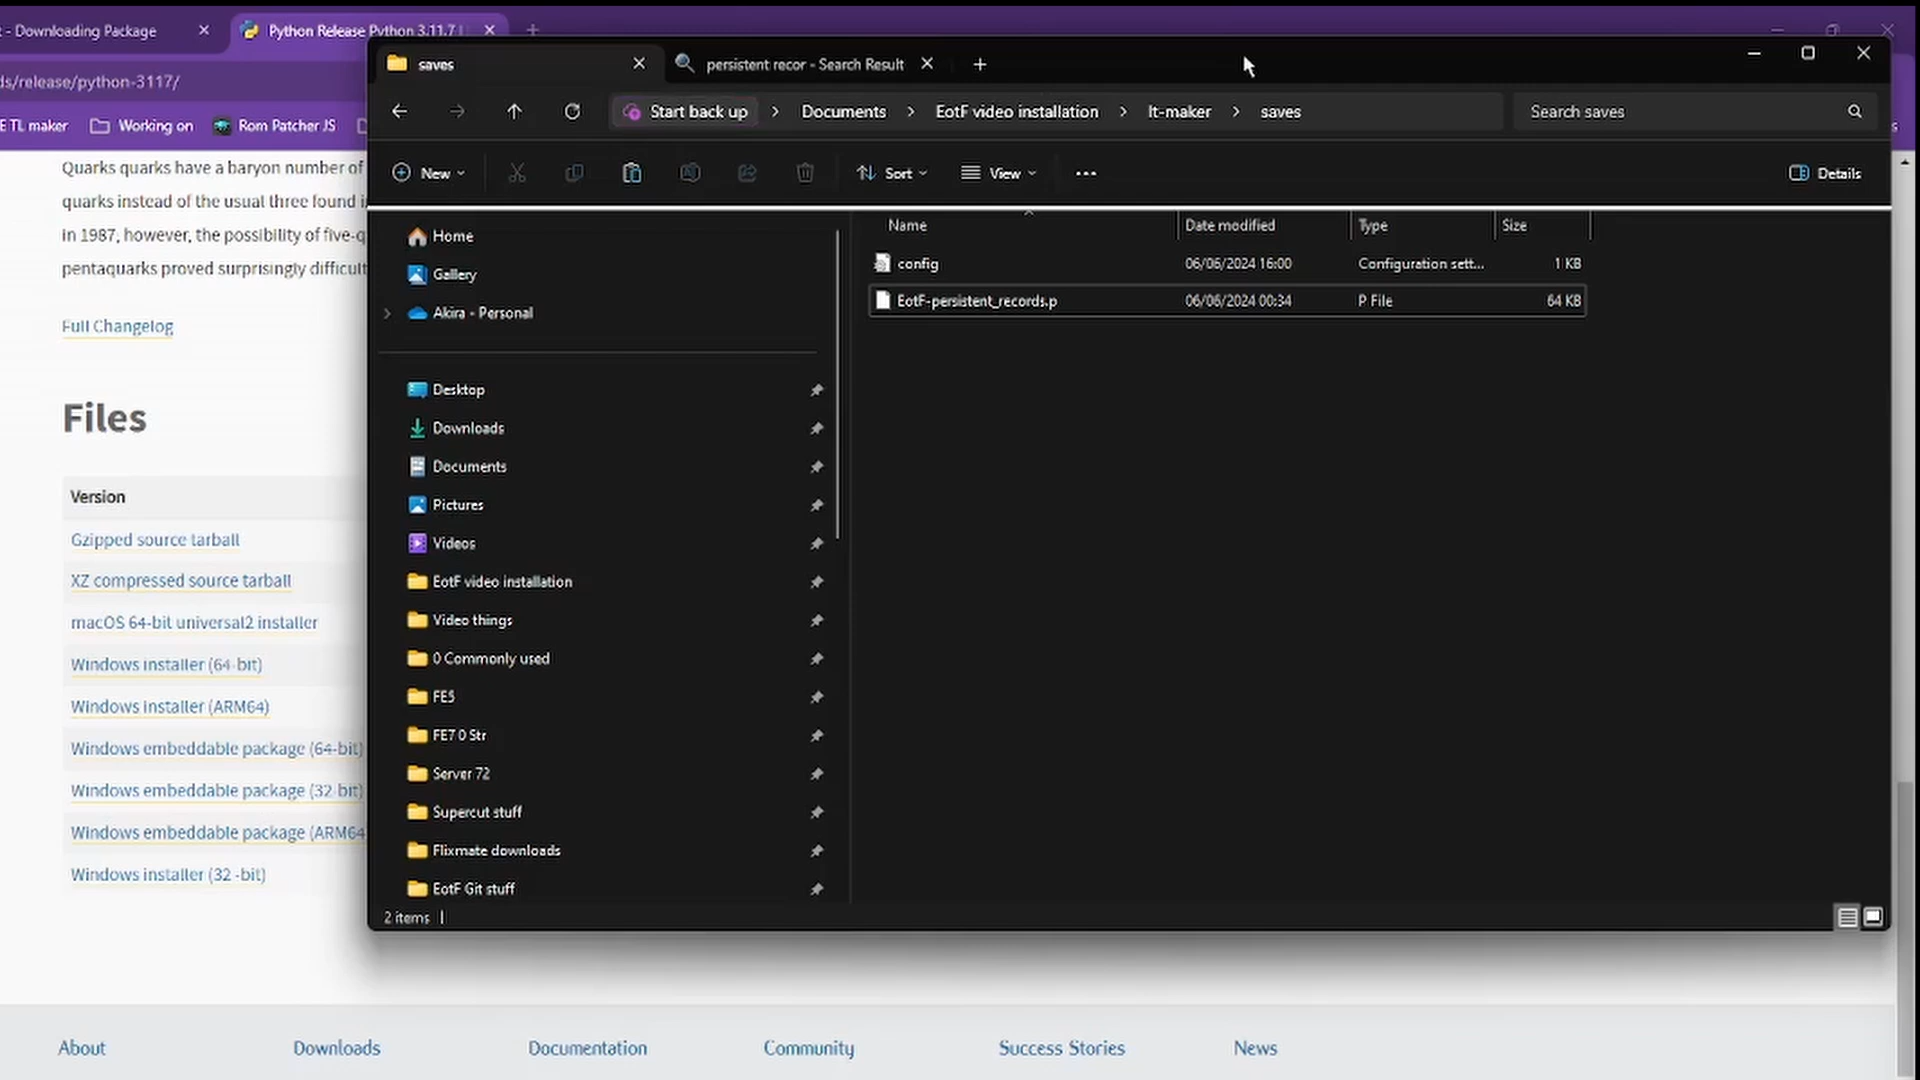 - Downloading Package
Python Release Python 3.11.7 |
ds/release/python-3117/
E TL maker
Working on
Rom Patcher JS
Quarks quarks have a baryon number of
quarks instead of the usual three found i
in 1987, however, the possibility of five-q
pentaquarks proved surprisingly difficult
Full Changelog
Files
Version
Gzipped source tarball
XZ compressed source tarball
macOS 64-bit universal2 installer
Windows installer (64-bit)
Windows installer (ARM64)
Windows embeddable package (64-bit)
Windows embeddable package (32-bit)
Windows embeddable package (ARM64
Windows installer (32 -bit)
saves
persistent recor - Search Result
Start back up > Documents > EotF video installation > lt-maker > saves
Search saves
New
Sort
View
Details
Home
Gallery
Akira - Personal
Desktop
Downloads
Documents
Pictures
Videos
EotF video installation
Video things
0 Commonly used
FE5
FE7 0 Str
Server 72
Supercut stuff
Flixmate downloads
EotF Git stuff
Name Date modified Type Size
config 06/06/2024 16:00 Configuration sett... 1 KB
EotF-persistent_records.p 06/06/2024 00:34 P File 64 KB
2 items
About Downloads Documentation Community Success Stories News